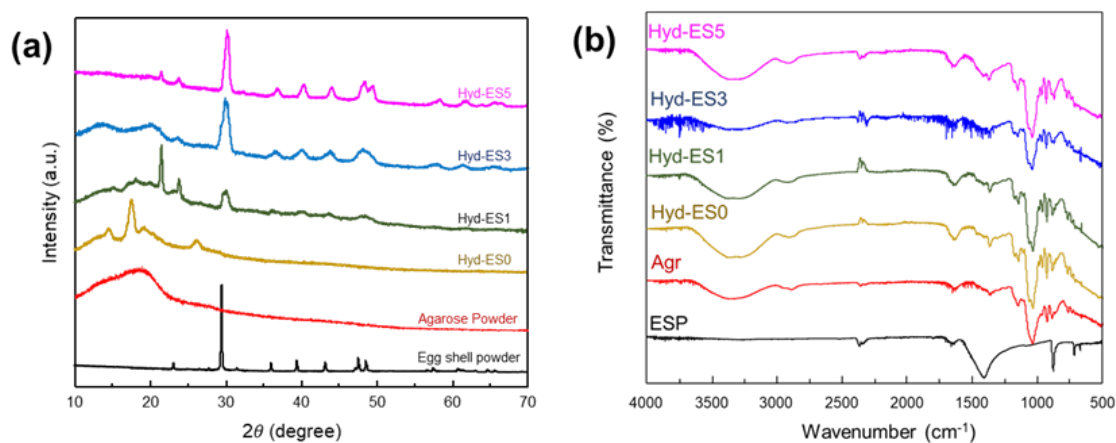 (a)
Intensity (a.u.)
Hyd-ES5
Hyd-ES3
Hyd-ES1
Hyd-ES0
Agarose Powder
Egg shell powder
10 20 30 40 50 60 70
2θ (degree)
(b)
Transmittance (%)
Hyd-ES5
Hyd-ES3
Hyd-ES1
Hyd-ES0
Agr
ESP
4000 3500 3000 2500 2000 1500 1000 500
Wavenumber (cm⁻¹)